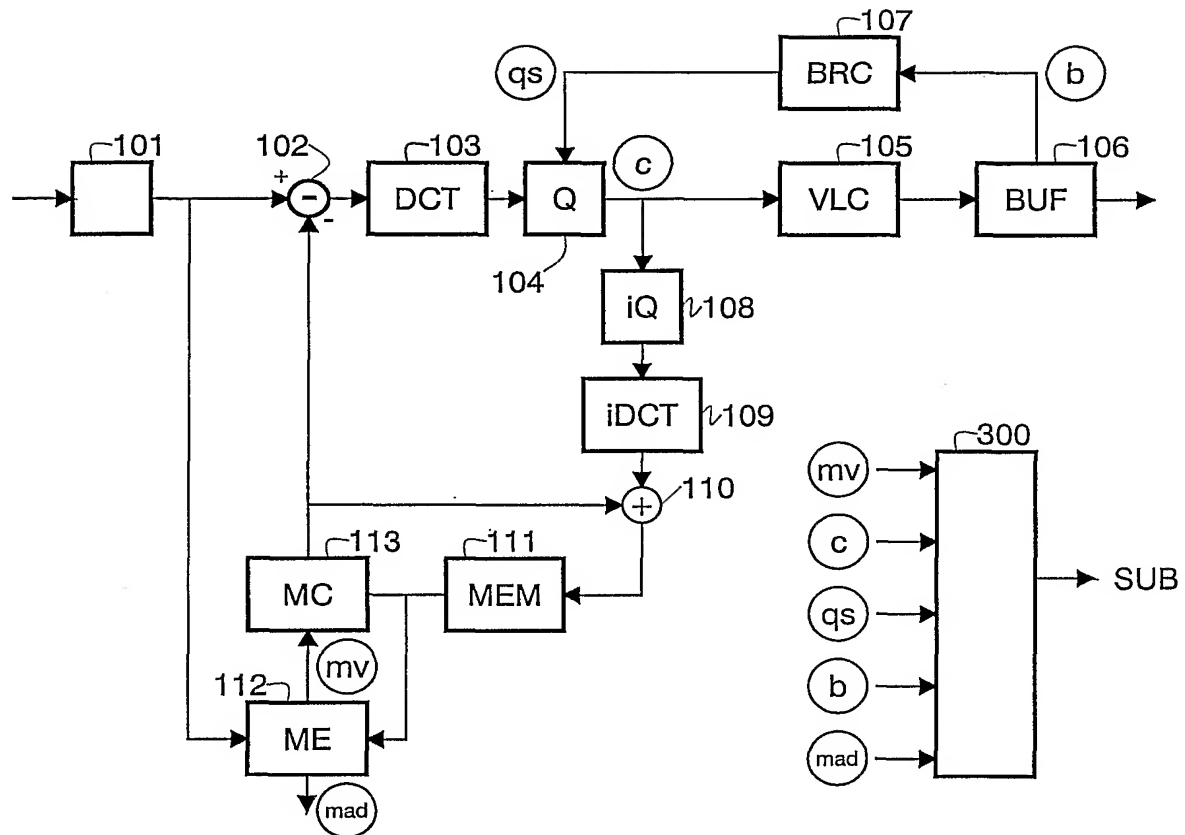 107
qs
BRC
b
101
102
103
105
106
+
-
DCT
Q
c
VLC
BUF
-
104
iQ
108
iDCT
109
300
mv
+
110
113
111
c
MC
MEM
SUB
qs
mv
112
b
ME
mad
mad